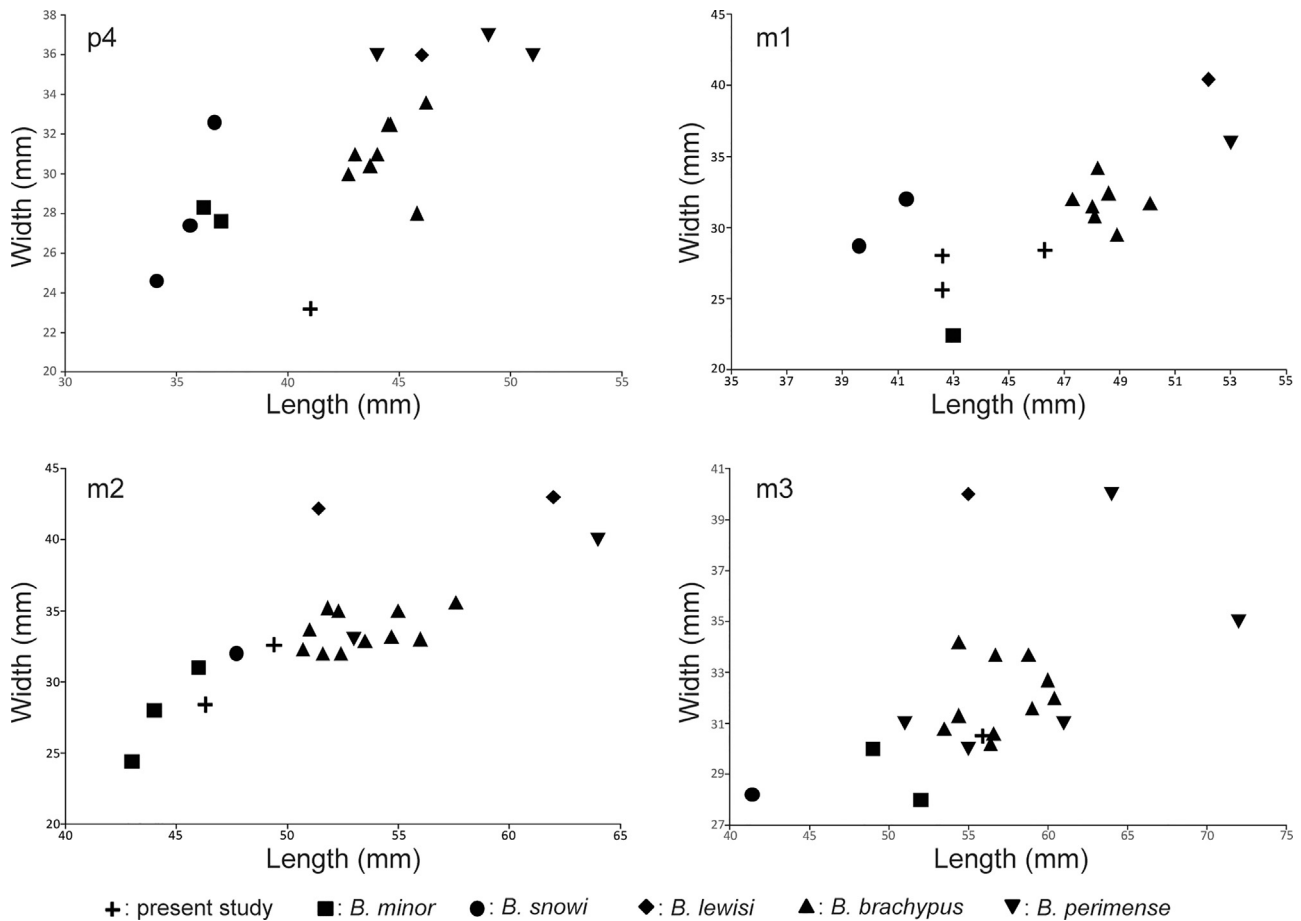 p4
Width (mm)
38
36
34
32
30
28
26
24
22
20
30 35 40 45 50 55
Length (mm)
m1
Width (mm)
45
40
35
30
25
20
35 37 39 41 43 45 47 49 51 53 55
Length (mm)
m2
Width (mm)
45
40
35
30
25
20
40 45 50 55 60 65
Length (mm)
m3
Width (mm)
41
39
37
35
33
31
29
27
40 45 50 55 60 65 70 75
Length (mm)
: present study : B. minor : B. snowi : B. lewisi : B. brachypus : B. perimense